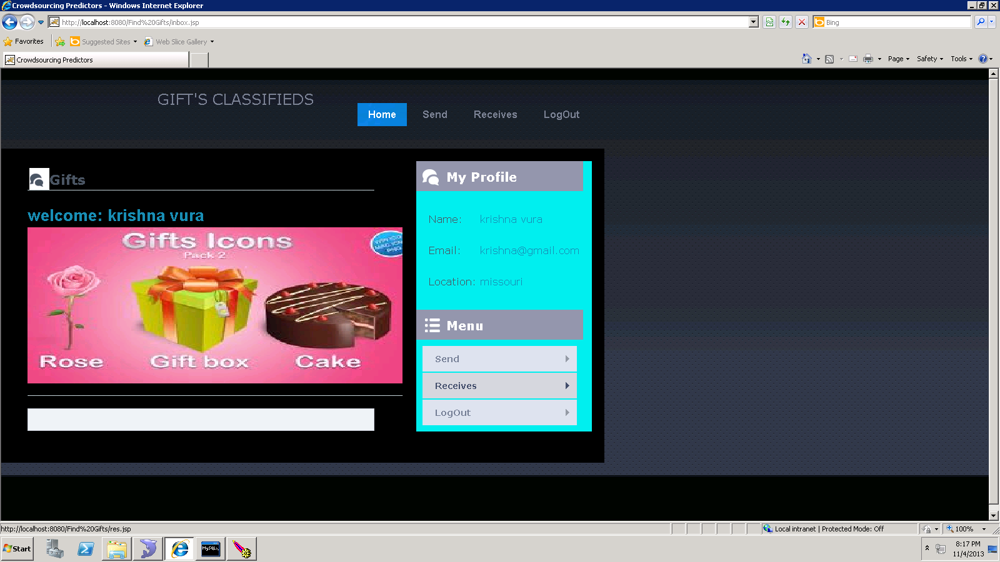 Crowdsourcing Predictors - Windows Internet Explorer
http://localhost:8080/Find%20Gifts/inbox.jsp
Bing
Favorites
Suggested Sites
Web Slice Gallery
Crowdsourcing Predictors
Page
Safety
Tools
GIFT'S CLASSIFIEDS
Home
Send
Receives
LogOut
Gifts
welcome: krishna vura
Gifts Icons
Pack 2
Rose
Gift box
Cake
My Profile
Name: krishna vura
Email: krishna@gmail.com
Location: missouri
Menu
Send
Receives
LogOut
http://localhost:8080/Find%20Gifts/res.jsp
Local intranet | Protected Mode: Off
100%
Start
8:17 PM
11/4/2013